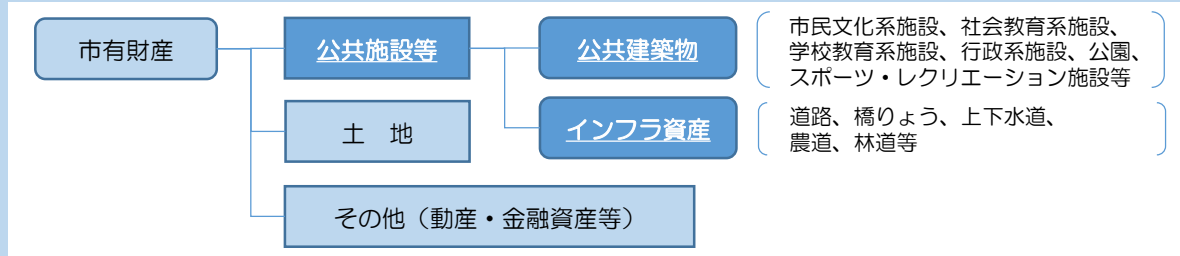 市有財産
公共施設等
公共建築物
市民文化系施設、社会教育系施設、
学校教育系施設、行政系施設、公園、
スポーツ・レクリエーション施設等
土　地
インフラ資産
道路、橋りょう、上下水道、
農道、林道等
その他（動産・金融資産等）